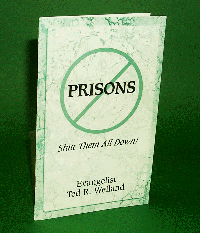 PRISONS
Shut Them All Down!
Evangelist
Ted R. Weiland